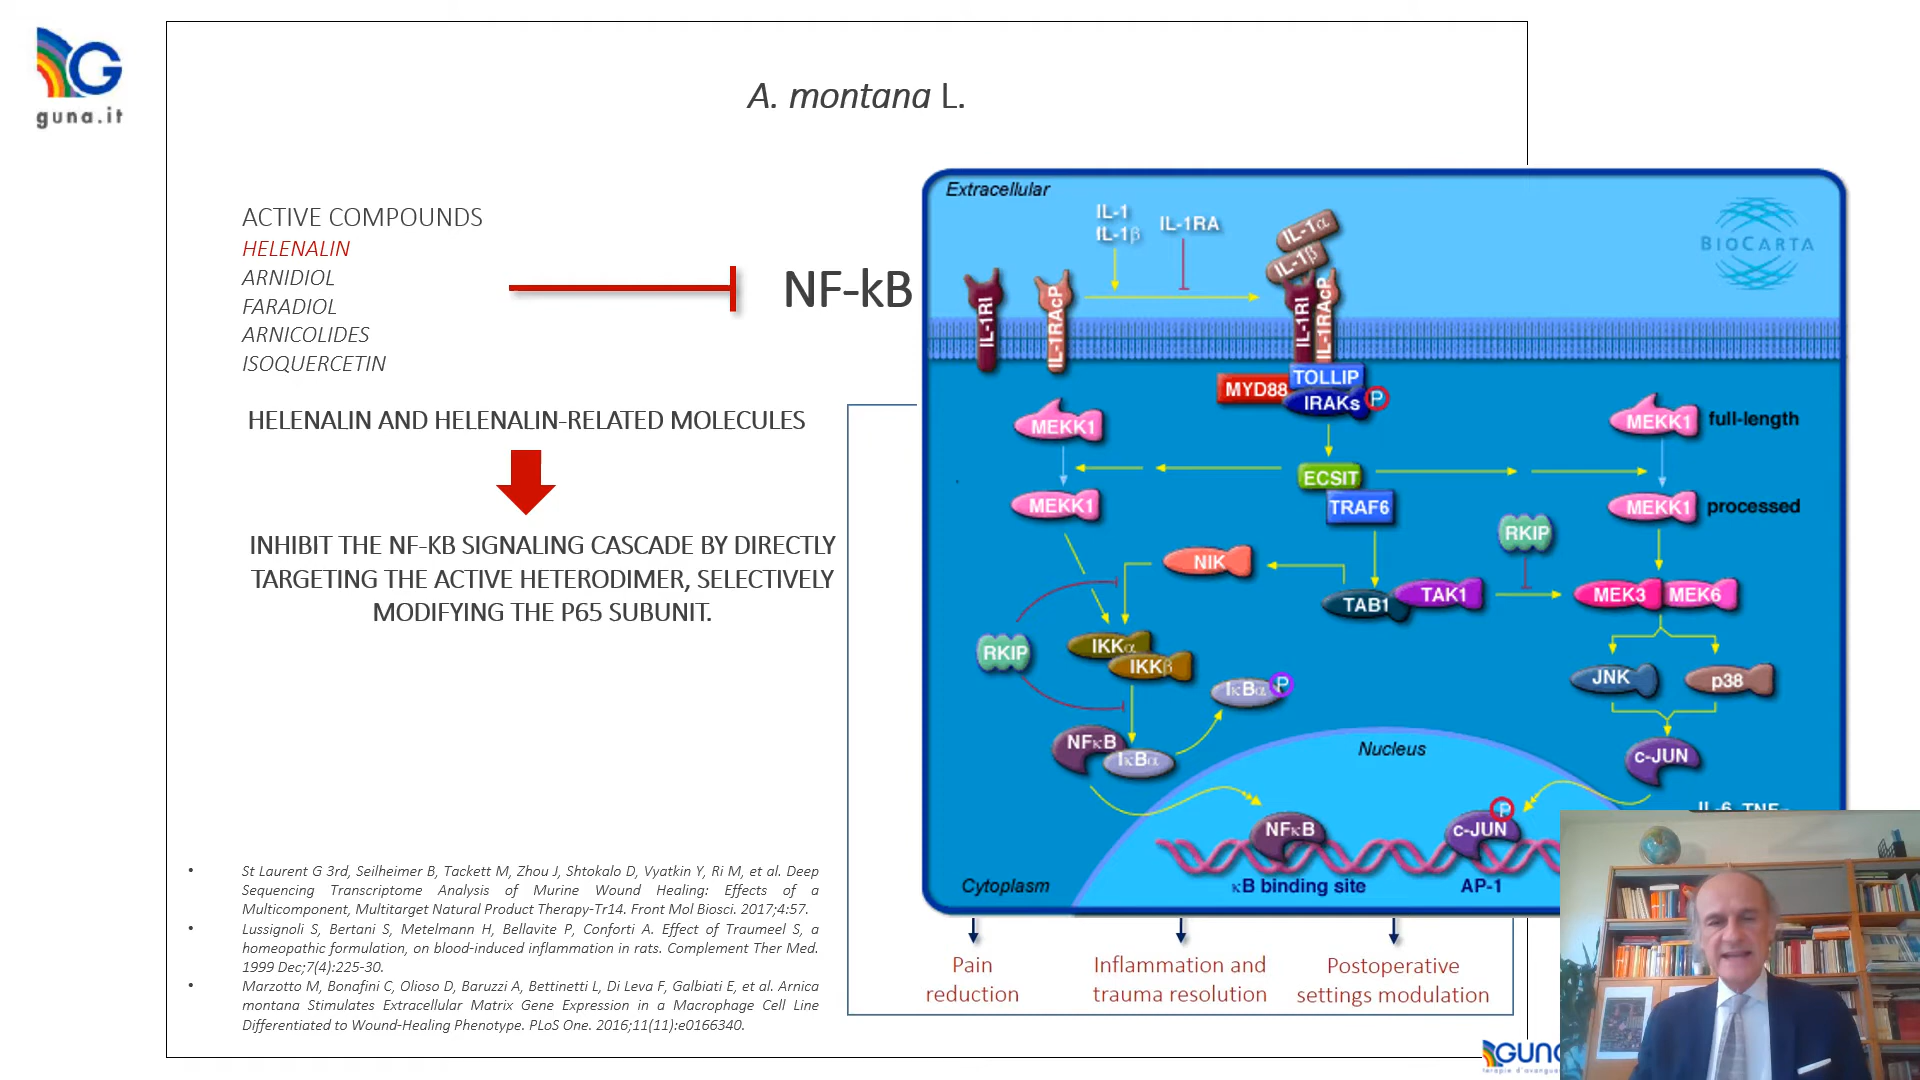 guna.it
A. montana L.
ACTIVE COMPOUNDS
HELENALIN
ARNIDIOL
FARADIOL
ARNICOLIDES
ISOQUERCETIN
NF-kB
HELENALIN AND HELENALIN-RELATED MOLECULES
INHIBIT THE NF-KB SIGNALING CASCADE BY DIRECTLY
TARGETING THE ACTIVE HETERODIMER, SELECTIVELY
MODIFYING THE P65 SUBUNIT.
• St Laurent G 3rd, Seilheimer B, Tackett M, Zhou J, Shtokalo D, Vyatkin Y, Ri M, et al. Deep
Sequencing Transcriptome Analysis of Murine Wound Healing: Effects of a
Multicomponent, Multitarget Natural Product Therapy-Tr14. Front Mol Biosci. 2017;4:57.
• Lussignoli S, Bertani S, Metelmann H, Bellavite P, Conforti A. Effect of Traumeel S, a
homeopathic formulation, on blood-induced inflammation in rats. Complement Ther Med.
1999 Dec;7(4):225-30.
• Marzotto M, Bonafini C, Olioso D, Baruzzi A, Bettinetti L, Di Leva F, Galbiati E, et al. Arnica
montana Stimulates Extracellular Matrix Gene Expression in a Macrophage Cell Line
Differentiated to Wound-Healing Phenotype. PLoS One. 2016;11(11):e0166340.
Extracellular
BIOCARTA
IL-1
IL-1β
IL-1RA
IL-1α
IL-1β
IL-1RI
IL-1RAcP
IL-1RI
IL-1RAcP
MYD88
TOLLIP
IRAKs
P
MEKK1
MEKK1
full-length
ECSIT
MEKK1
TRAF6
MEKK1
processed
RKIP
NIK
TAB1
TAK1
MEK3
MEK6
RKIP
IKKα
IKKβ
IκBα
P
JNK
p38
NFκB
IκBα
Nucleus
c-JUN
IL-6
NFκB
c-JUN
P
Cytoplasm
κB binding site
AP-1
Pain
reduction
Inflammation and
trauma resolution
Postoperative
settings modulation